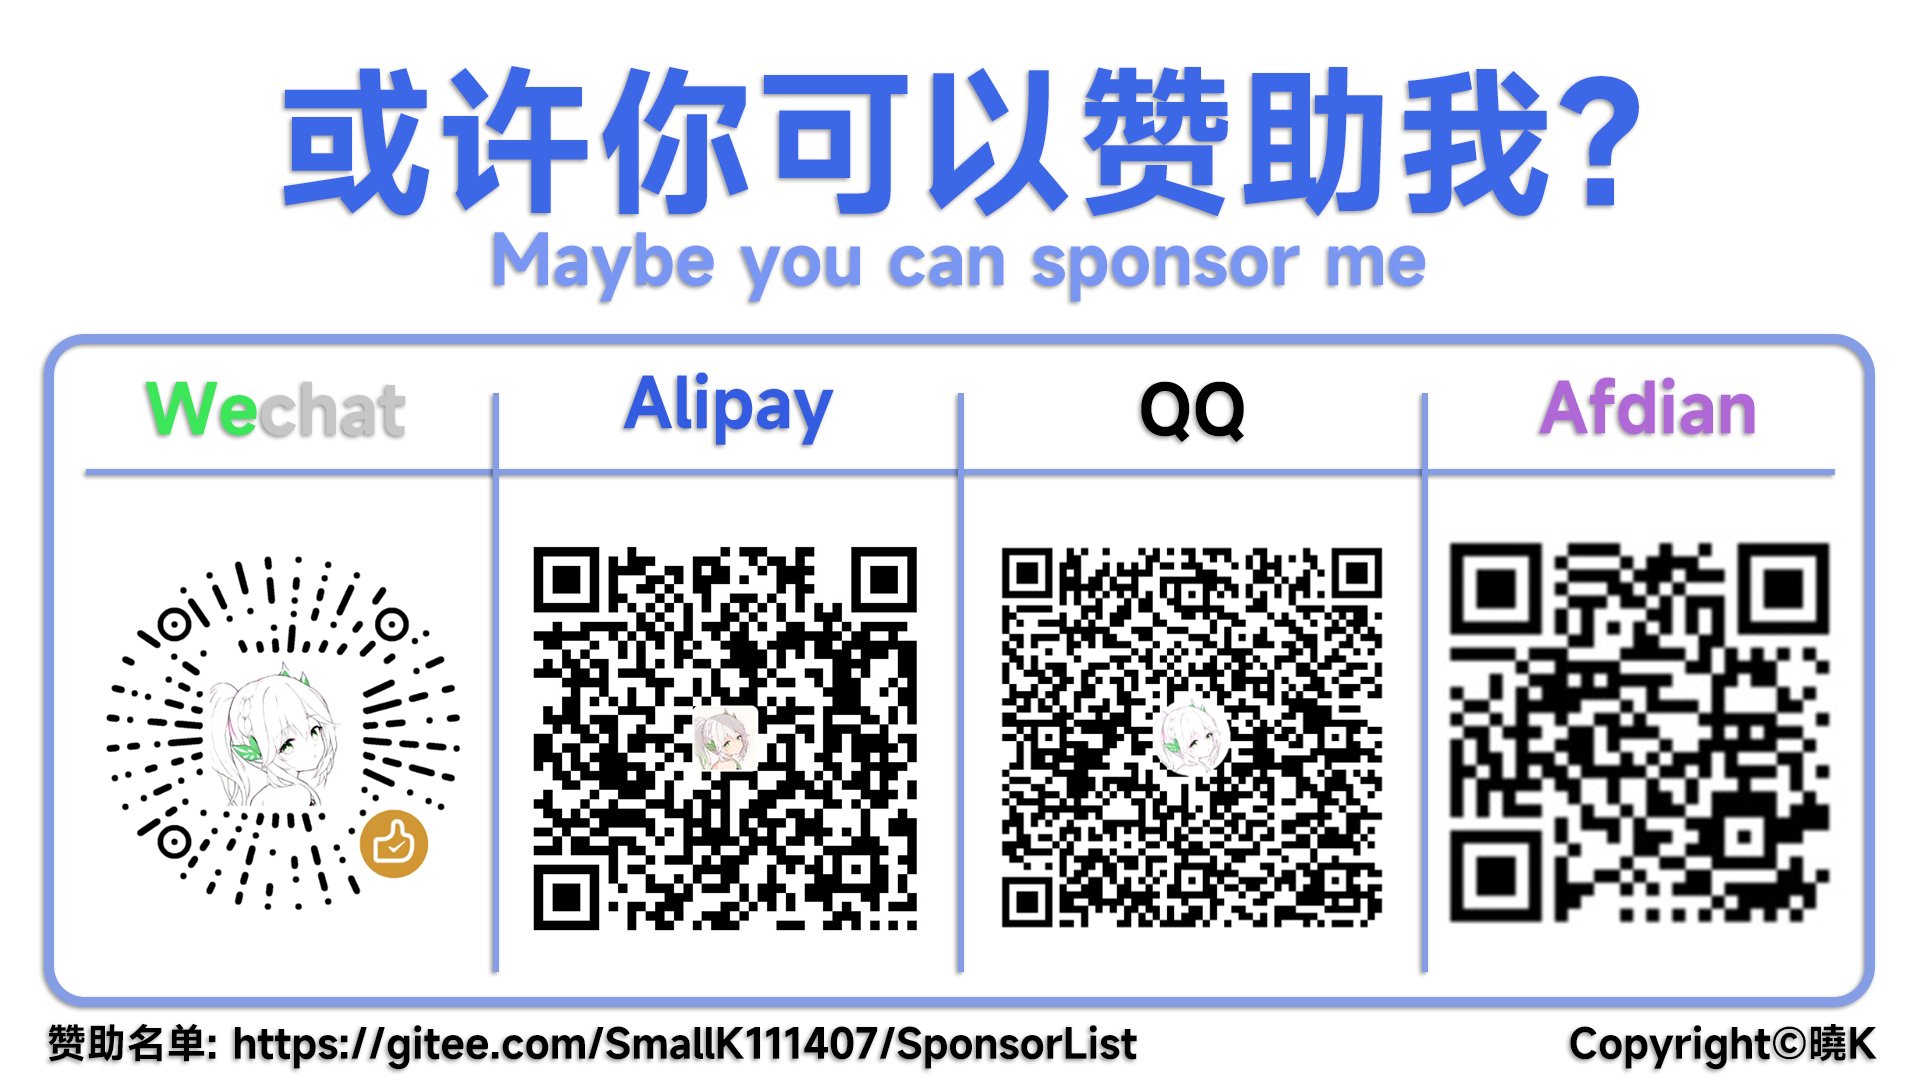 或许你可以赞助我?
Maybe you can sponsor me
Wechat
Alipay
QQ
Afdian
赞助名单: https://gitee.com/SmallK111407/SponsorList
Copyright©曉K